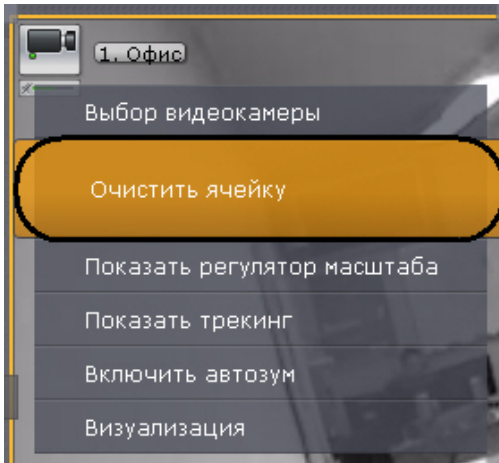 1. Офис
Выбор видеокамеры
Очистить ячейку
Показать регулятор масштаба
Показать трекинг
Включить автозум
Визуализация